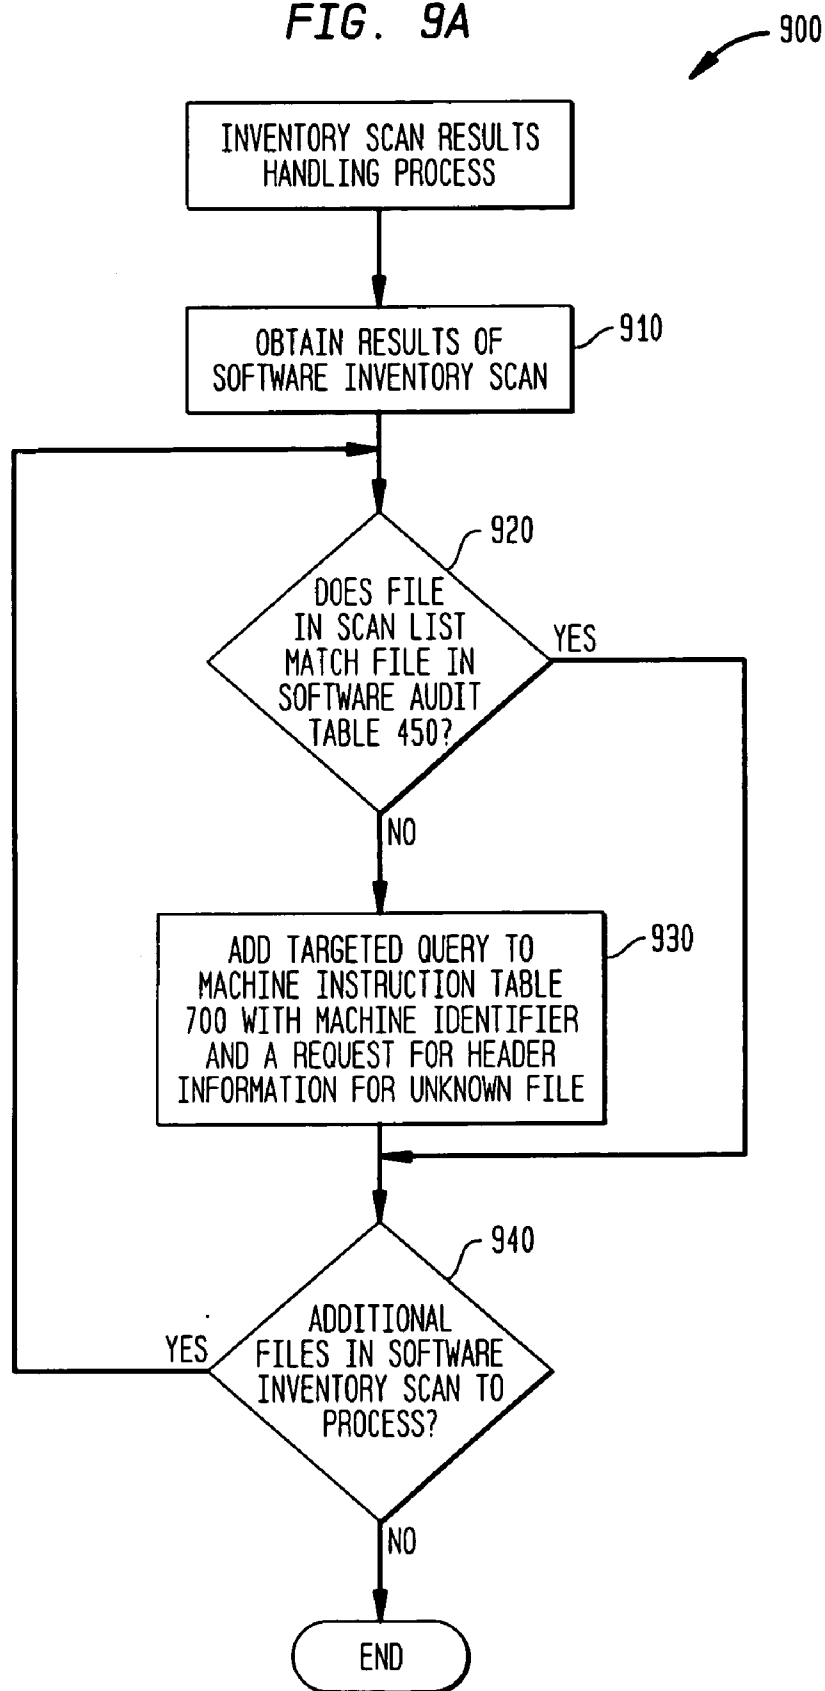 FIG. 9A
900
INVENTORY SCAN RESULTS
HANDLING PROCESS
OBTAIN RESULTS OF
SOFTWARE INVENTORY SCAN
910
920
DOES FILE
IN SCAN LIST
MATCH FILE IN
SOFTWARE AUDIT
TABLE 450?
YES
NO
ADD TARGETED QUERY TO
MACHINE INSTRUCTION TABLE
700 WITH MACHINE IDENTIFIER
AND A REQUEST FOR HEADER
INFORMATION FOR UNKNOWN FILE
930
940
ADDITIONAL
FILES IN SOFTWARE
INVENTORY SCAN TO
PROCESS?
YES
NO
END